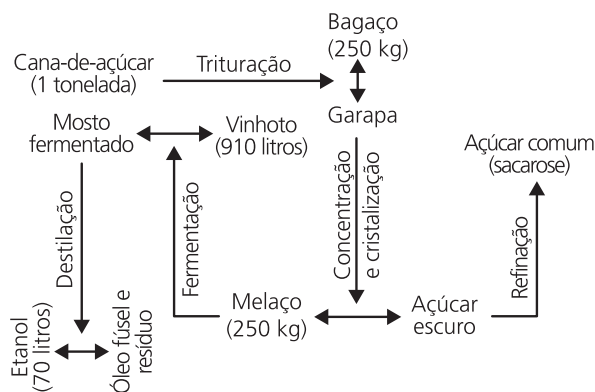 Bagaço
(250 kg)
Cana-de-açúcar
(1 tonelada)
Trituração
Garapa
Mosto
fermentado
Vinhoto
(910 litros)
Açúcar comum
(sacarose)
Destilação
Fermentação
Concentração
e cristalização
Refinação
Melaço
(250 kg)
Açúcar
escuro
Etanol
(70 litros)
Óleo fúsel e
resíduo